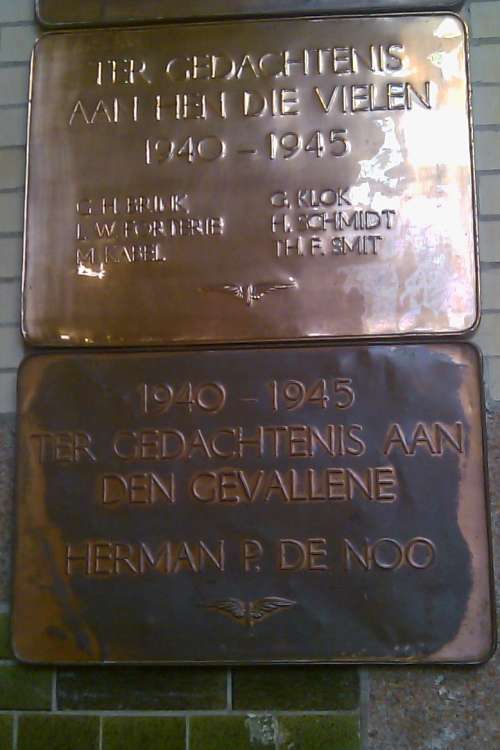 TER GEDACHTENIS
AAN HEN DIE VIELEN
1940 - 1945
G. H. BRINK
L. W. FORTERIE
M. KABEL
G. KLOK
H. SCHMIDT
TH. F. SMIT
1940 - 1945
TER GEDACHTENIS AAN
DEN GEVALLENE
HERMAN P. DE NOO